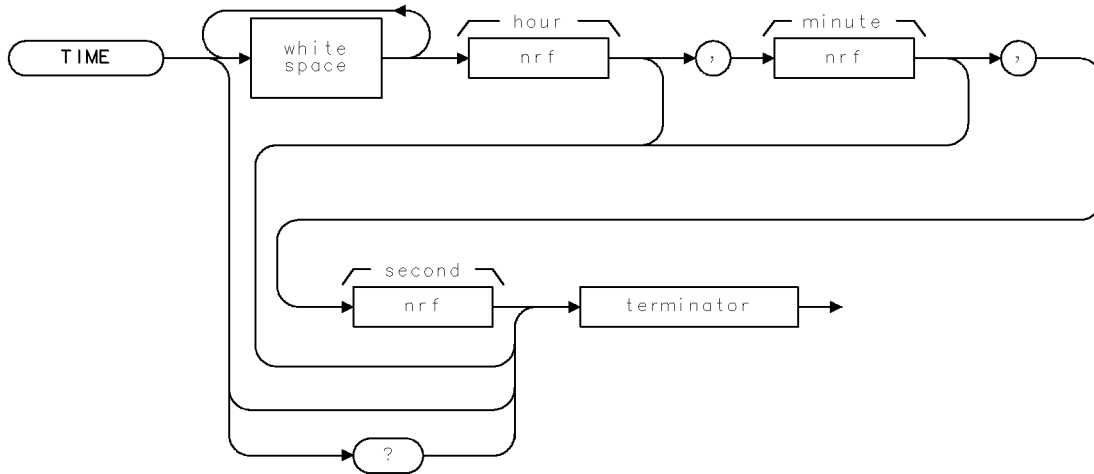 TIME
white
space
hour
nrf
,
minute
nrf
,
second
nrf
terminator
?